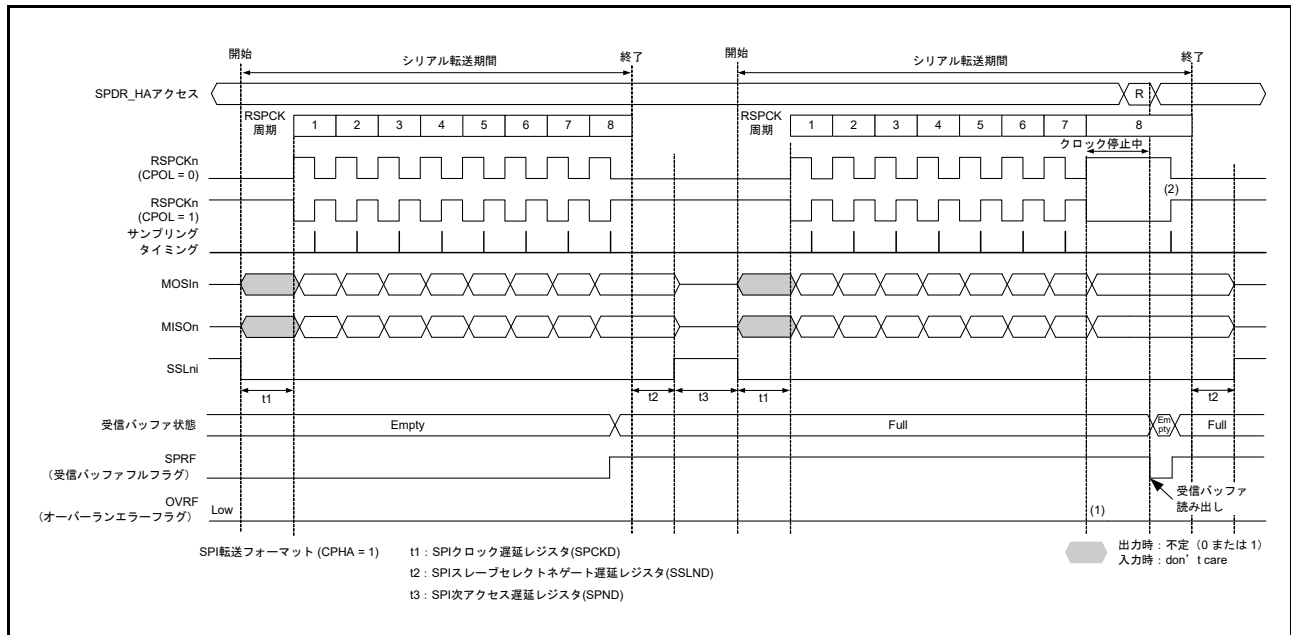 開始
シリアル転送期間
終了
開始
シリアル転送期間
終了
SPDR_HAアクセス
R
RSPCK
周期
1 2 3 4 5 6 7 8
RSPCK
周期
1 2 3 4 5 6 7 8
クロック停止中
RSPCKn
(CPOL = 0)
(2)
RSPCKn
(CPOL = 1)
サンプリング
タイミング
MOSIn
MISOn
SSLni
t1
t2
t3
t1
t2
受信バッファ状態
Empty
Full
Em
pty
Full
SPRF
(受信バッファフルフラグ)
受信バッファ
読み出し
OVRF
(オーバーランエラーフラグ)
Low
(1)
SPI転送フォーマット (CPHA = 1)
t1：SPIクロック遅延レジスタ(SPCKD)
t2：SPIスレーブセレクトネゲート遅延レジスタ(SSLND)
t3：SPI次アクセス遅延レジスタ(SPND)
出力時：不定（0 または 1）
入力時：don’t care